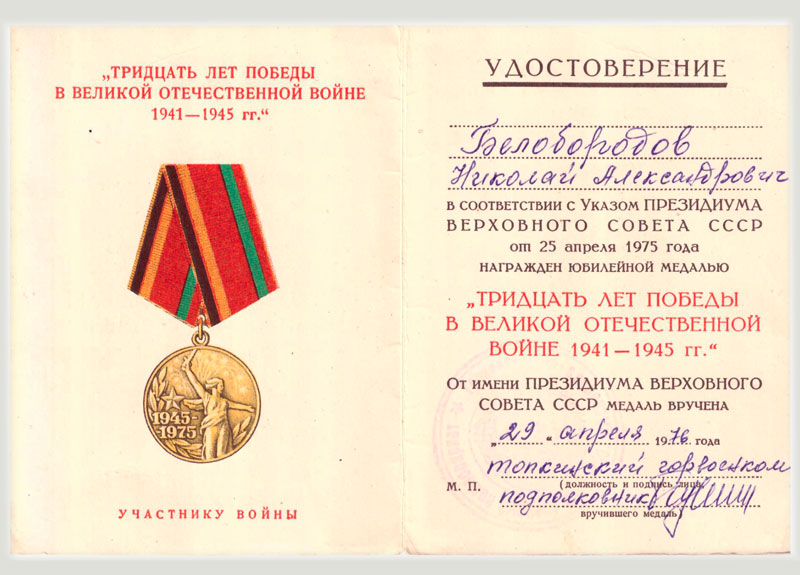 „ТРИДЦАТЬ ЛЕТ ПОБЕДЫ
В ВЕЛИКОЙ ОТЕЧЕСТВЕННОЙ ВОЙНЕ
1941—1945 гг.“
1945-
1975
УЧАСТНИКУ ВОЙНЫ
УДОСТОВЕРЕНИЕ
Белобородов
Николай Александрович
В СООТВЕТСТВИИ С УКАЗОМ ПРЕЗИДИУМА
ВЕРХОВНОГО СОВЕТА СССР
от 25 апреля 1975 года
НАГРАЖДЕН ЮБИЛЕЙНОЙ МЕДАЛЬЮ
„ТРИДЦАТЬ ЛЕТ ПОБЕДЫ
В ВЕЛИКОЙ ОТЕЧЕСТВЕННОЙ
ВОЙНЕ 1941—1945 гг.“
ОТ ИМЕНИ ПРЕЗИДИУМА ВЕРХОВНОГО
СОВЕТА СССР МЕДАЛЬ ВРУЧЕНА
„29“ апреля 1976 года
топкинский горвоенком
М. П. (должность и подпись лица,
подполковник
вручившего медаль)